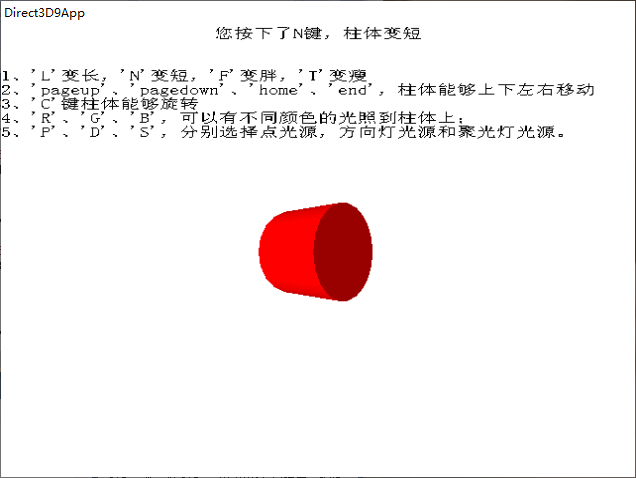 Direct3D9App
您按下了N键，柱体变短
1、'L'变长，'N'变短，'F'变胖，'T'变瘦
2、'pageup'、'pagedown'、'home'、'end'，柱体能够上下左右移动
3、'C'键柱体能够旋转
4、'R'、'G'、'B'，可以有不同颜色的光照到柱体上；
5、'P'、'D'、'S'，分别选择点光源，方向灯光源和聚光灯光源。